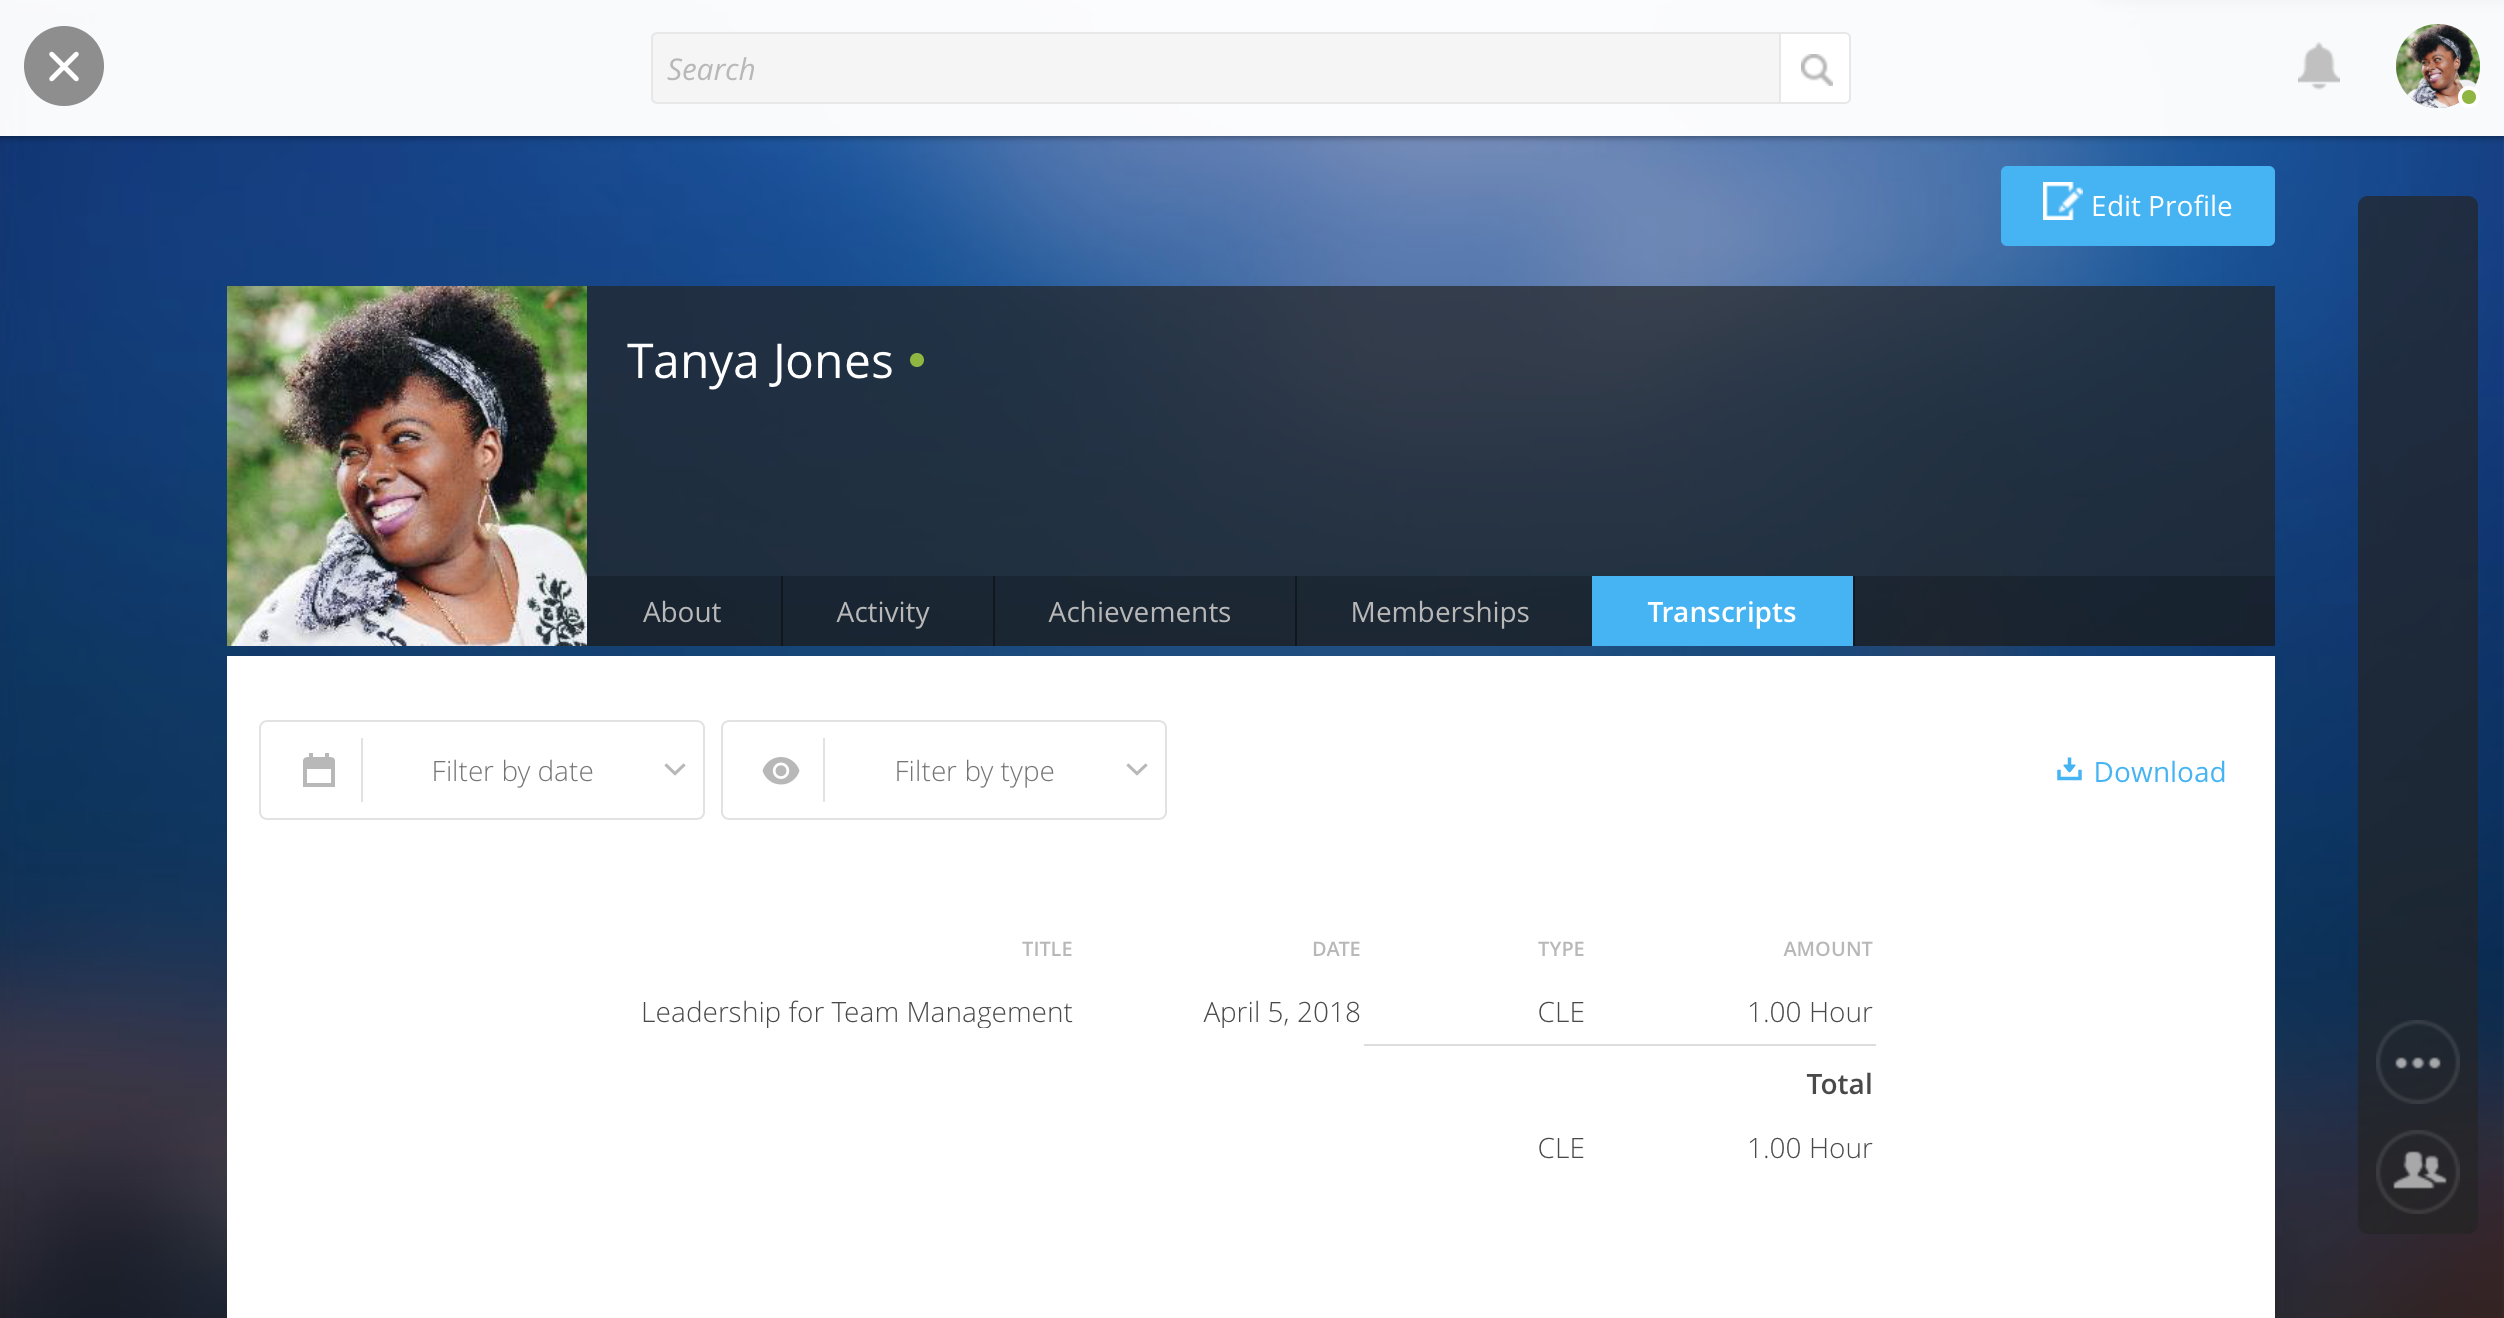 Search
Edit Profile
Tanya Jones
About Activity Achievements Memberships Transcripts
Filter by date Filter by type Download
TITLE DATE TYPE AMOUNT
Leadership for Team Management April 5, 2018 CLE 1.00 Hour
Total
CLE 1.00 Hour